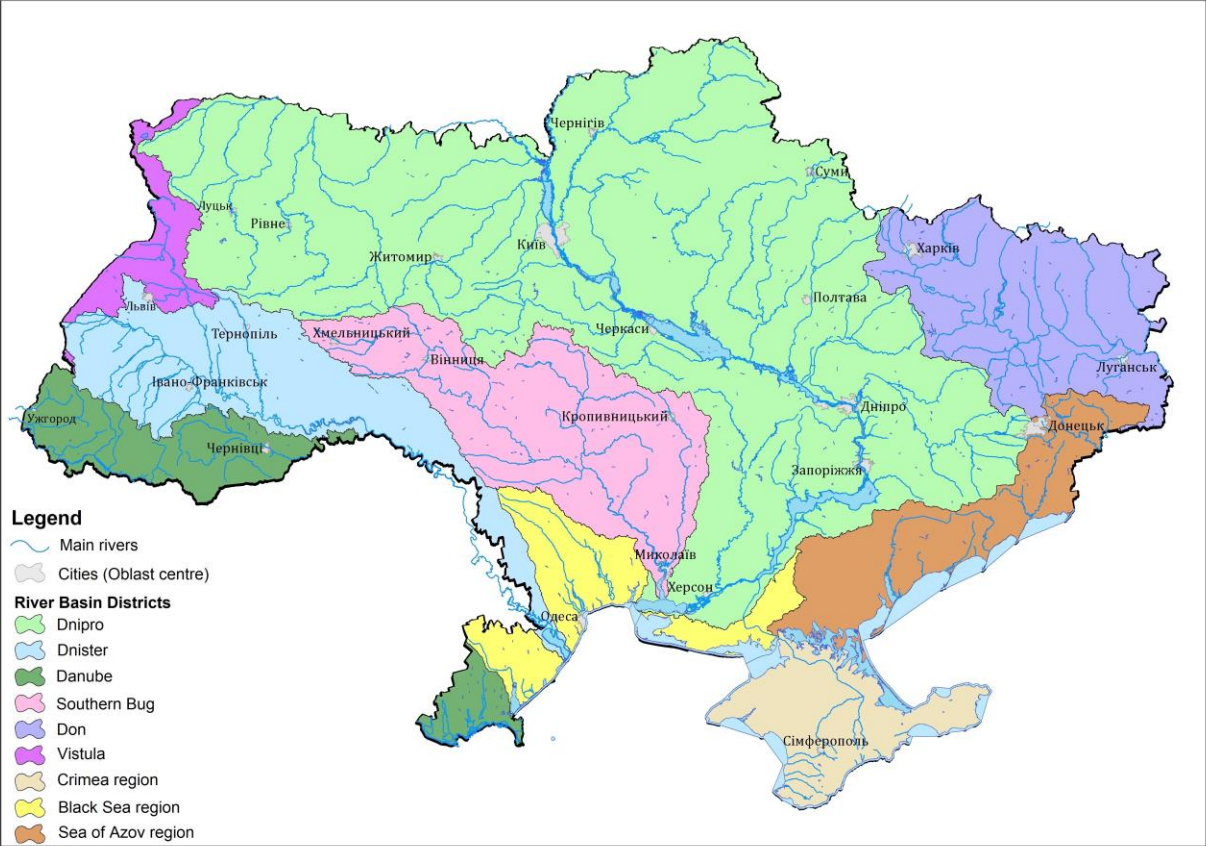 Чернігів
Суми
Луцьк
Рівне
Київ
Харків
Житомир
Львів
Полтава
Тернопіль
Хмельницький
Черкаси
Вінниця
Луганськ
Івано-Франківськ
Ужгород
Кропивницький
Дніпро
Донецьк
Чернівці
Запоріжжя
Миколаїв
Херсон
Одеса
Сімферополь
Legend
Main rivers
Cities (Oblast centre)
River Basin Districts
Dnipro
Dnister
Danube
Southern Bug
Don
Vistula
Crimea region
Black Sea region
Sea of Azov region